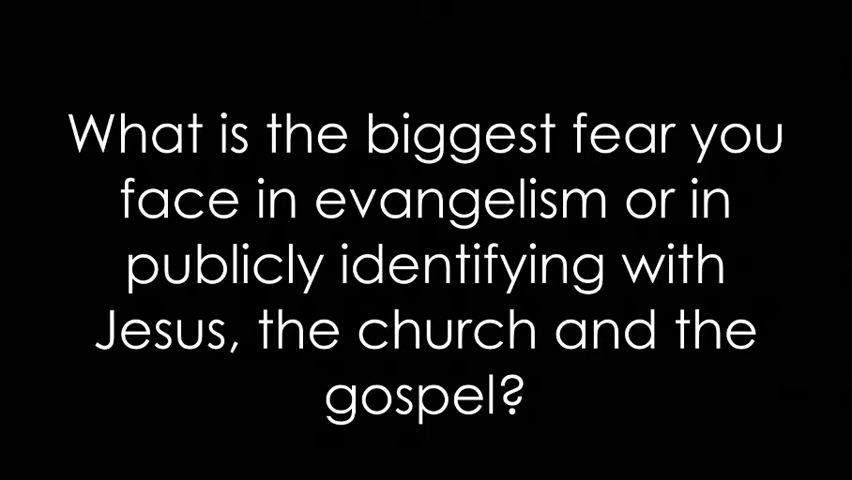 What is the biggest fear you
face in evangelism or in
publicly identifying with
Jesus, the church and the
gospel?